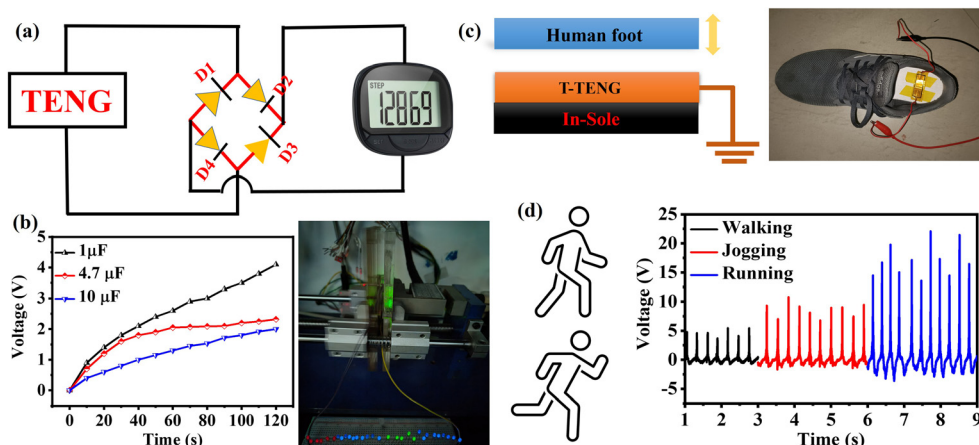 (a)
TENG
D1
D2
D3
D4
STEP
12869
(b)
Voltage (V)
5
4
3
2
1
0
1µF
4.7 µF
10 µF
0 20 40 60 80 100 120
Time (s)
(c)
Human foot
T-TENG
In-Sole
(d)
Voltage (V)
25
20
15
10
5
0
-5
Walking
Jogging
Running
1 2 3 4 5 6 7 8 9
Time (s)